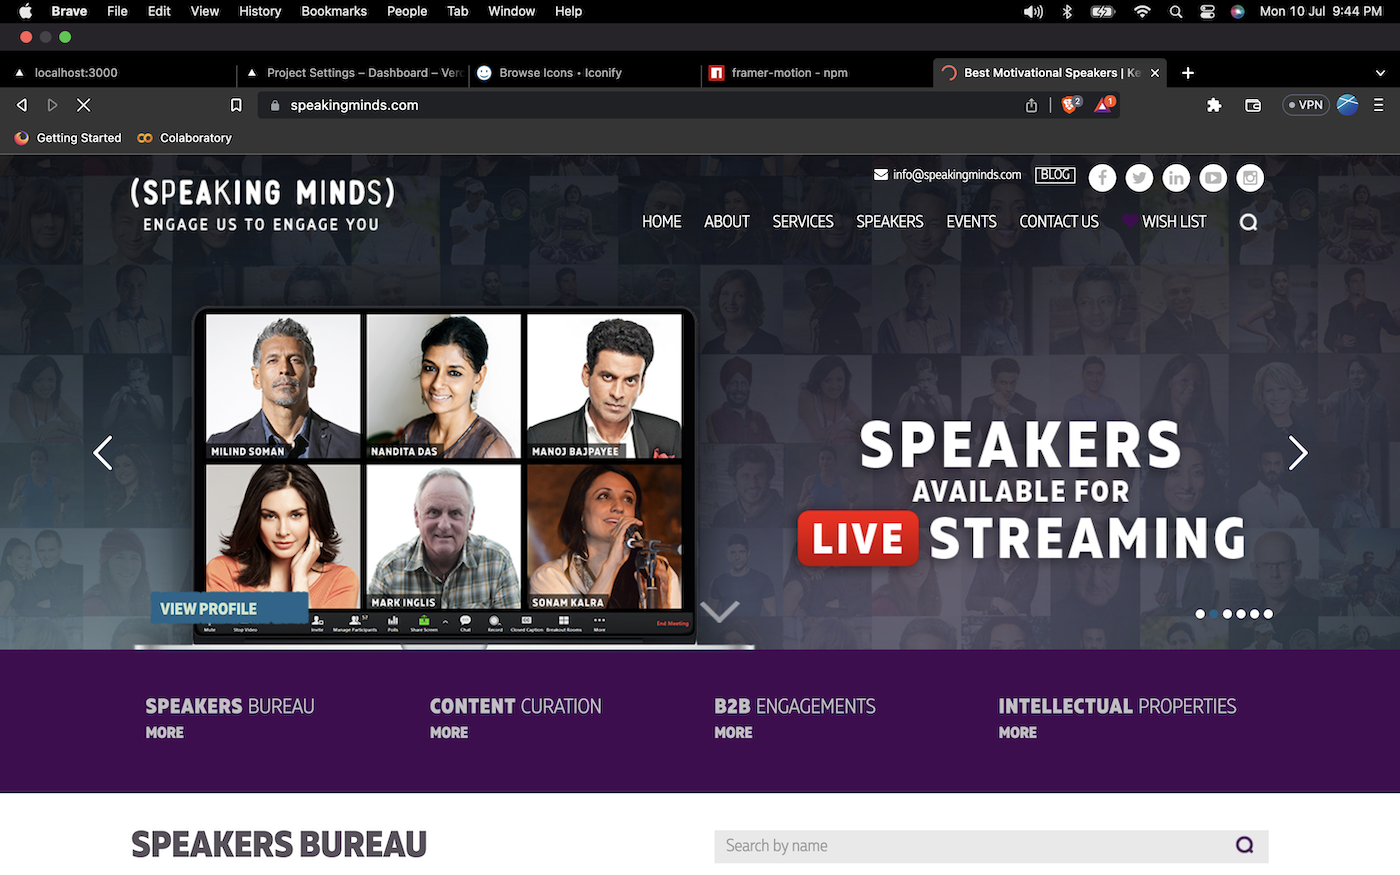 Brave File Edit View History Bookmarks People Tab Window Help Mon 10 Jul 9:44 PM
localhost:3000
Project Settings – Dashboard – Verc
Browse Icons • Iconify
framer-motion - npm
Best Motivational Speakers | Ke
speakingminds.com
2
1
VPN
Getting Started
Colaboratory
info@speakingminds.com
BLOG
(SPEAKING MINDS)
ENGAGE US TO ENGAGE YOU
HOME ABOUT SERVICES SPEAKERS EVENTS CONTACT US WISH LIST
MILIND SOMAN
NANDITA DAS
MANOJ BAJPAYEE
MARK INGLIS
SONAM KALRA
VIEW PROFILE
Mute Stop Video Invite Manage Participants Polls Share Screen Chat Record Closed Caption Breakout Rooms More End Meeting
SPEAKERS
AVAILABLE FOR
LIVE STREAMING
SPEAKERS BUREAU
MORE
CONTENT CURATION
MORE
B2B ENGAGEMENTS
MORE
INTELLECTUAL PROPERTIES
MORE
SPEAKERS BUREAU
Search by name